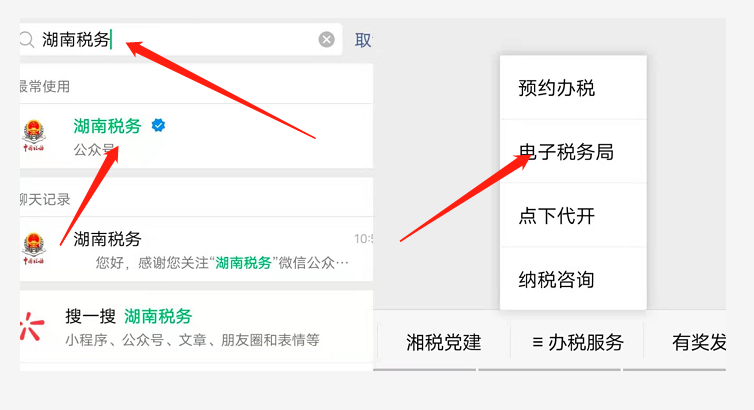 湖南税务
取
最常使用
湖南税务
公众号
聊天记录
湖南税务
10:5
您好，感谢您关注“湖南税务”微信公众…
搜一搜 湖南税务
小程序、公众号、文章、朋友圈和表情等
预约办税
电子税务局
点下代开
纳税咨询
湘税党建
≡ 办税服务
有奖发